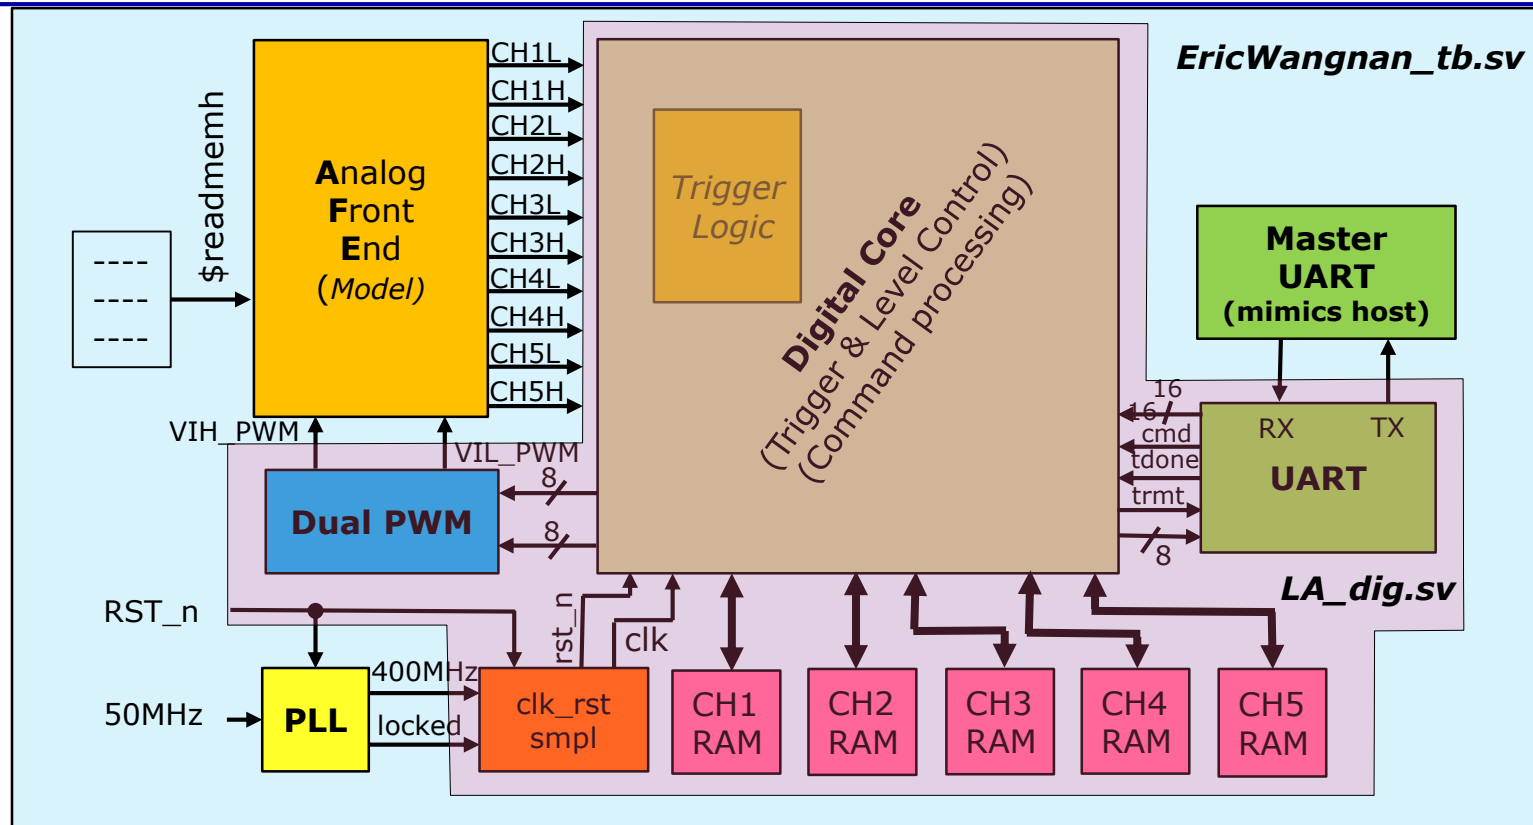 EricWangnan_tb.sv
$readmemh
----
----
----
Analog
Front
End
(Model)
CH1L
CH1H
CH2L
CH2H
CH3L
CH3H
CH4L
CH4H
CH5L
CH5H
Trigger
Logic
Digital Core
(Trigger & Level Control)
(Command processing)
Master
UART
(mimics host)
16
16
cmd
tdone
trmt
8
RX
TX
UART
VIH_PWM
VIL_PWM
Dual PWM
8
8
LA_dig.sv
RST_n
rst_n
clk
50MHz
PLL
400MHz
locked
clk_rst
smpl
CH1
RAM
CH2
RAM
CH3
RAM
CH4
RAM
CH5
RAM